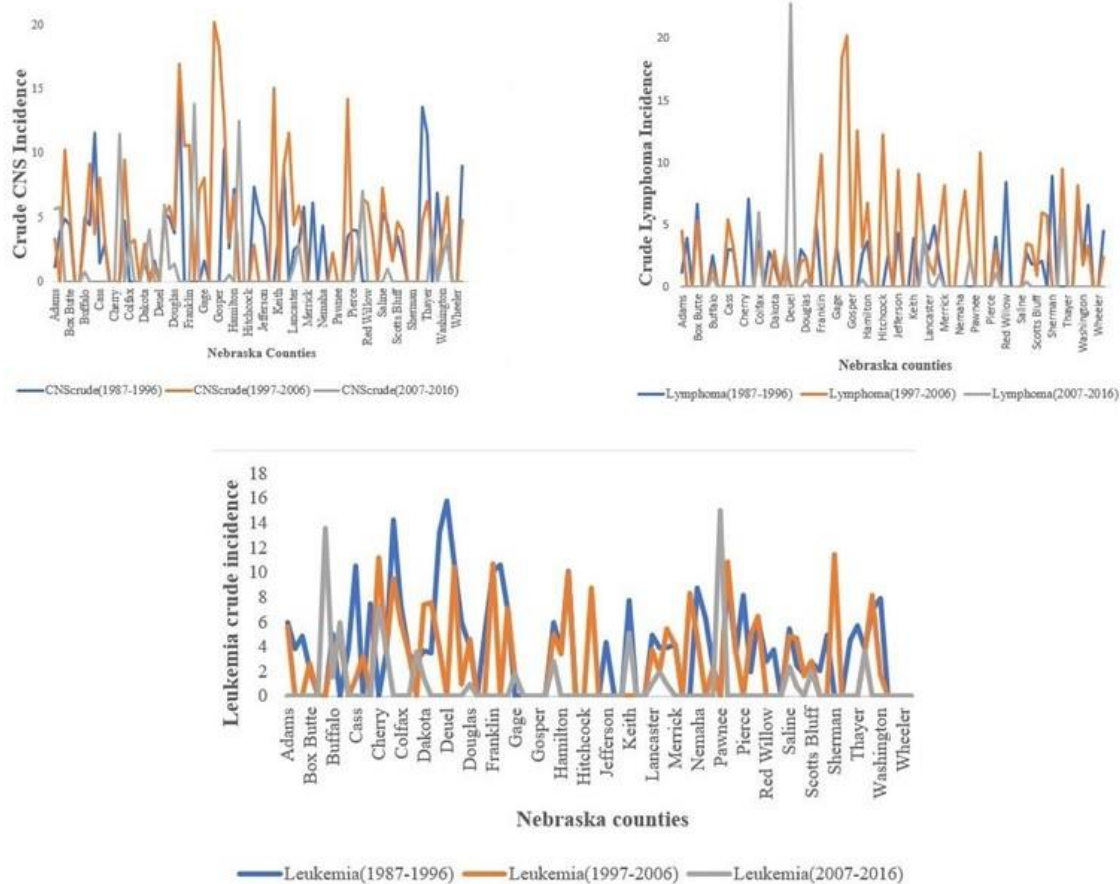 Crude CNS Incidence
20
15
10
5
0
Adams
Box Butte
Buffalo
Cass
Cherry
Colfax
Dakota
Deuel
Douglas
Franklin
Gage
Gosper
Hamilton
Hitchcock
Jefferson
Keith
Lancaster
Merrick
Nemaha
Pawnee
Pierce
Red Willow
Saline
Scotts Bluff
Sherman
Thayer
Washington
Wheeler
Nebraska Counties
CNScrude(1987-1996) CNScrude(1997-2006) CNScrude(2007-2016)
Crude Lymphoma Incidence
20
15
10
5
0
Adams
Box Butte
Buffalo
Cass
Cherry
Colfax
Dakota
Deuel
Douglas
Franklin
Gage
Gosper
Hamilton
Hitchcock
Jefferson
Keith
Lancaster
Merrick
Nemaha
Pawnee
Pierce
Red Wilow
Saline
Scotts Bluff
Sherman
Thayer
Washington
Wheeler
Nebraska counties
Lymphoma(1987-1996) Lymphoma(1997-2006) Lymphoma(2007-2016)
Leukemia crude incidence
18
16
14
12
10
8
6
4
2
0
Adams
Box Butte
Buffalo
Cass
Cherry
Colfax
Dakota
Deuel
Douglas
Franklin
Gage
Gosper
Hamilton
Hitchcock
Jefferson
Keith
Lancaster
Merrick
Nemaha
Pawnee
Pierce
Red Willow
Saline
Scotts Bluff
Sherman
Thayer
Washington
Wheeler
Nebraska counties
Leukemia(1987-1996) Leukemia(1997-2006) Leukemia(2007-2016)